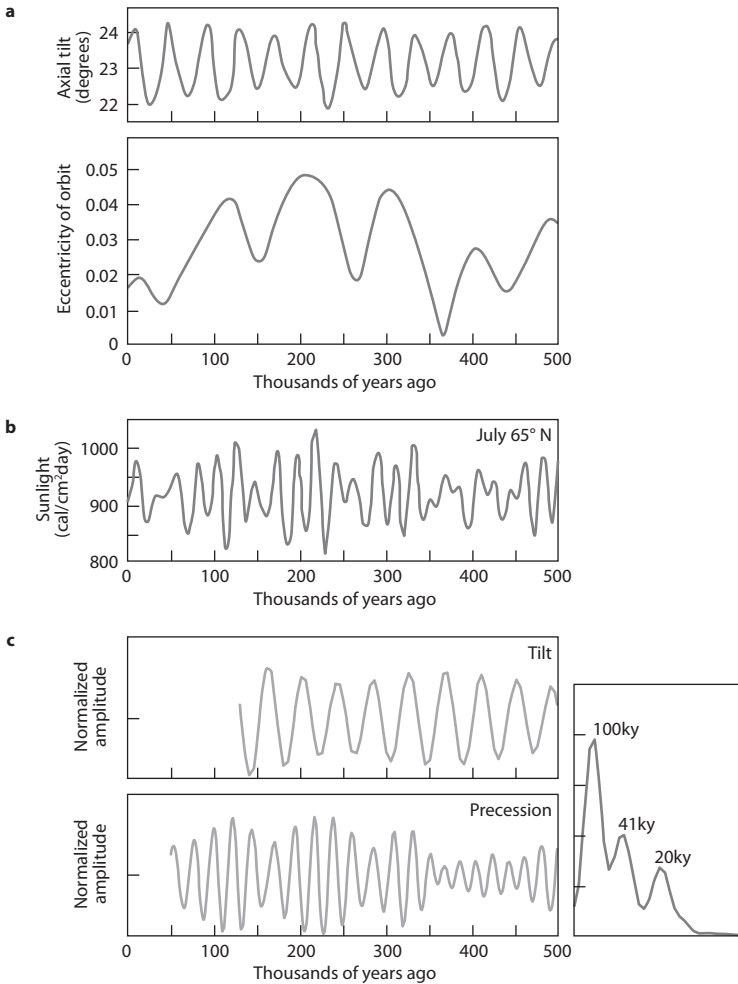 a
Axial tilt
(degrees)
24
23
22
Eccentricity of orbit
0.05
0.04
0.03
0.02
0.01
0
0 100 200 300 400 500
Thousands of years ago
b
Sunlight
(cal/cm²day)
1000
900
800
July 65° N
0 100 200 300 400 500
Thousands of years ago
c
Normalized
amplitude
Tilt
Normalized
amplitude
Precession
0 100 200 300 400 500
Thousands of years ago
100ky
41ky
20ky